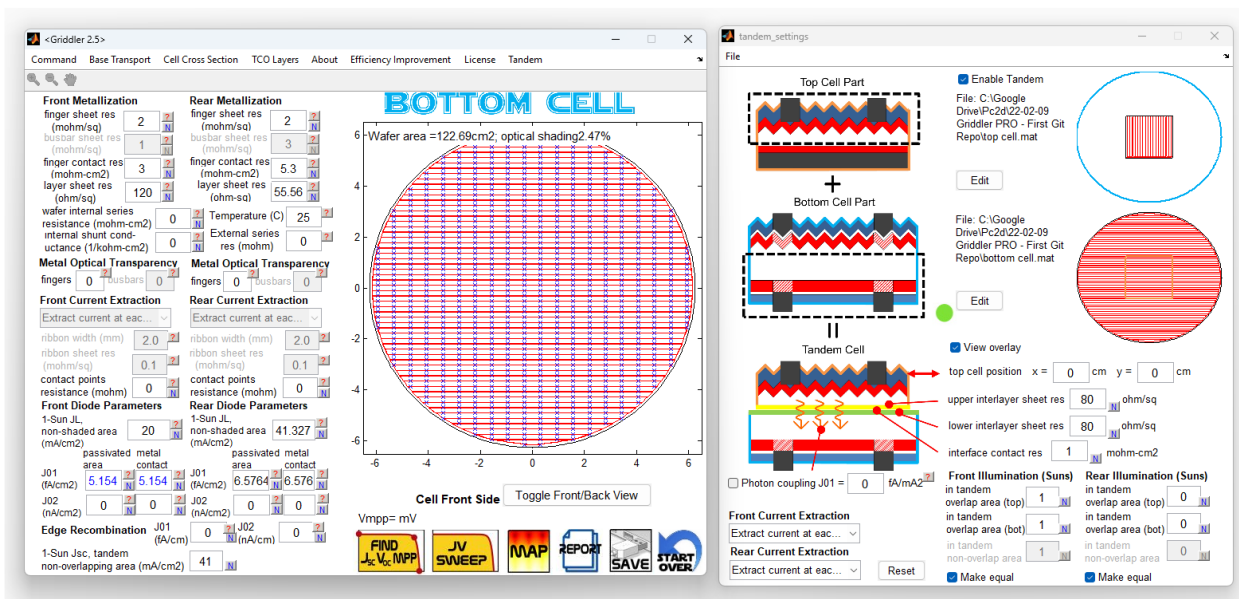 <Griddler 2.5>
Command Base Transport Cell Cross Section TCO Layers About Efficiency Improvement License Tandem
Front Metallization
finger sheet res
(mohm/sq)
2
?
N
busbar sheet res
(mohm/sq)
1
?
N
finger contact res
(mohm-cm2)
3
?
N
layer sheet res
(ohm/sq)
120
?
N
Rear Metallization
finger sheet res
(mohm/sq)
2
?
N
busbar sheet res
(mohm/sq)
3
?
N
finger contact res
(mohm-cm2)
5.3
?
N
layer sheet res
(ohm-sq)
55.56
?
N
wafer internal series
resistance (mohm-cm2)
0
?
N
Temperature (C) 25 ?
internal shunt cond-
uctance (1/kohm-cm2)
0
?
N
External series
res (mohm)
0
?
Metal Optical Transparency
fingers 0 ? busbars 0 ?
Metal Optical Transparency
fingers 0 ? busbars 0 ?
Front Current Extraction
Extract current at eac...
ribbon width (mm) 2.0 ?
ribbon sheet res
(mohm/sq)
0.1 ?
contact points
resistance (mohm)
0
?
N
Rear Current Extraction
Extract current at eac...
ribbon width (mm) 2.0 ?
ribbon sheet res
(mohm/sq)
0.1 ?
contact points
resistance (mohm)
0
?
N
Front Diode Parameters
1-Sun JL,
non-shaded area
(mA/cm2)
20
?
N
passivated metal
area contact
J01
(fA/cm2)
5.154 ? N 5.154 ? N
J02
(nA/cm2)
0 ? N 0 ? N
Rear Diode Parameters
1-Sun JL,
non-shaded area
(mA/cm2)
41.327
?
N
passivated metal
area contact
J01
(fA/cm2)
6.5764 ? N 6.576 ? N
J02
(nA/cm2)
0 ? N 0 ? N
Edge Recombination J01
(fA/cm)
0 ? N
J02
(nA/cm)
0 ? N
1-Sun Jsc, tandem
non-overlapping area (mA/cm2)
41 N
BOTTOM CELL
Wafer area =122.69cm2; optical shading2.47%
6
4
2
0
-2
-4
-6
-6 -4 -2 0 2 4 6
Cell Front Side Toggle Front/Back View
Vmpp= mV
FIND
Jsc Voc MPP
JV
SWEEP
MAP
REPORT
SAVE
START
OVER
tandem_settings
File
Top Cell Part
+
Bottom Cell Part
=
Tandem Cell
Enable Tandem
File: C:\Google
Drive\Pc2d\22-02-09
Griddler PRO - First Git
Repo\top cell.mat
Edit
File: C:\Google
Drive\Pc2d\22-02-09
Griddler PRO - First Git
Repo\bottom cell.mat
Edit
View overlay
top cell position x = 0 cm y = 0 cm
upper interlayer sheet res 80 N ohm/sq
lower interlayer sheet res 80 N ohm/sq
interface contact res 1 N mohm-cm2
Photon coupling J01 = 0 fA/mA2 ?
Front Current Extraction
Extract current at eac...
Rear Current Extraction
Extract current at eac...
Reset
Front Illumination (Suns)
in tandem
overlap area (top)
1 N
in tandem
overlap area (bot)
1 N
in tandem
non-overlap area
1 N
Make equal
Rear Illumination (Suns)
in tandem
overlap area (top)
0 N
in tandem
overlap area (bot)
0 N
in tandem
non-overlap area
0 N
Make equal